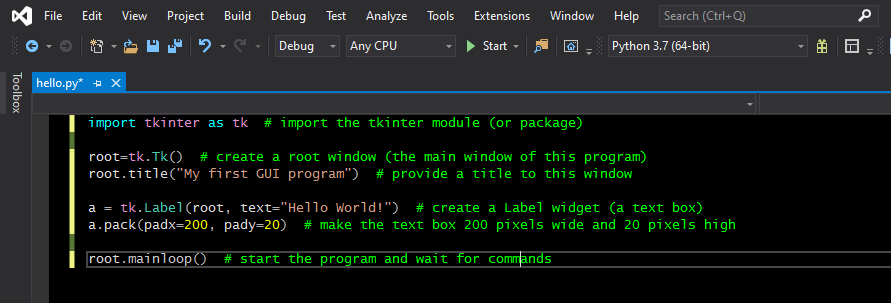 File Edit View Project Build Debug Test Analyze Tools Extensions Window Help Search (Ctrl+Q)
Debug Any CPU Start Python 3.7 (64-bit)
Toolbox
hello.py*
import tkinter as tk  # import the tkinter module (or package)
root=tk.Tk()  # create a root window (the main window of this program)
root.title("My first GUI program")  # provide a title to this window
a = tk.Label(root, text="Hello World!")  # create a Label widget (a text box)
a.pack(padx=200, pady=20)  # make the text box 200 pixels wide and 20 pixels high
root.mainloop()  # start the program and wait for commands